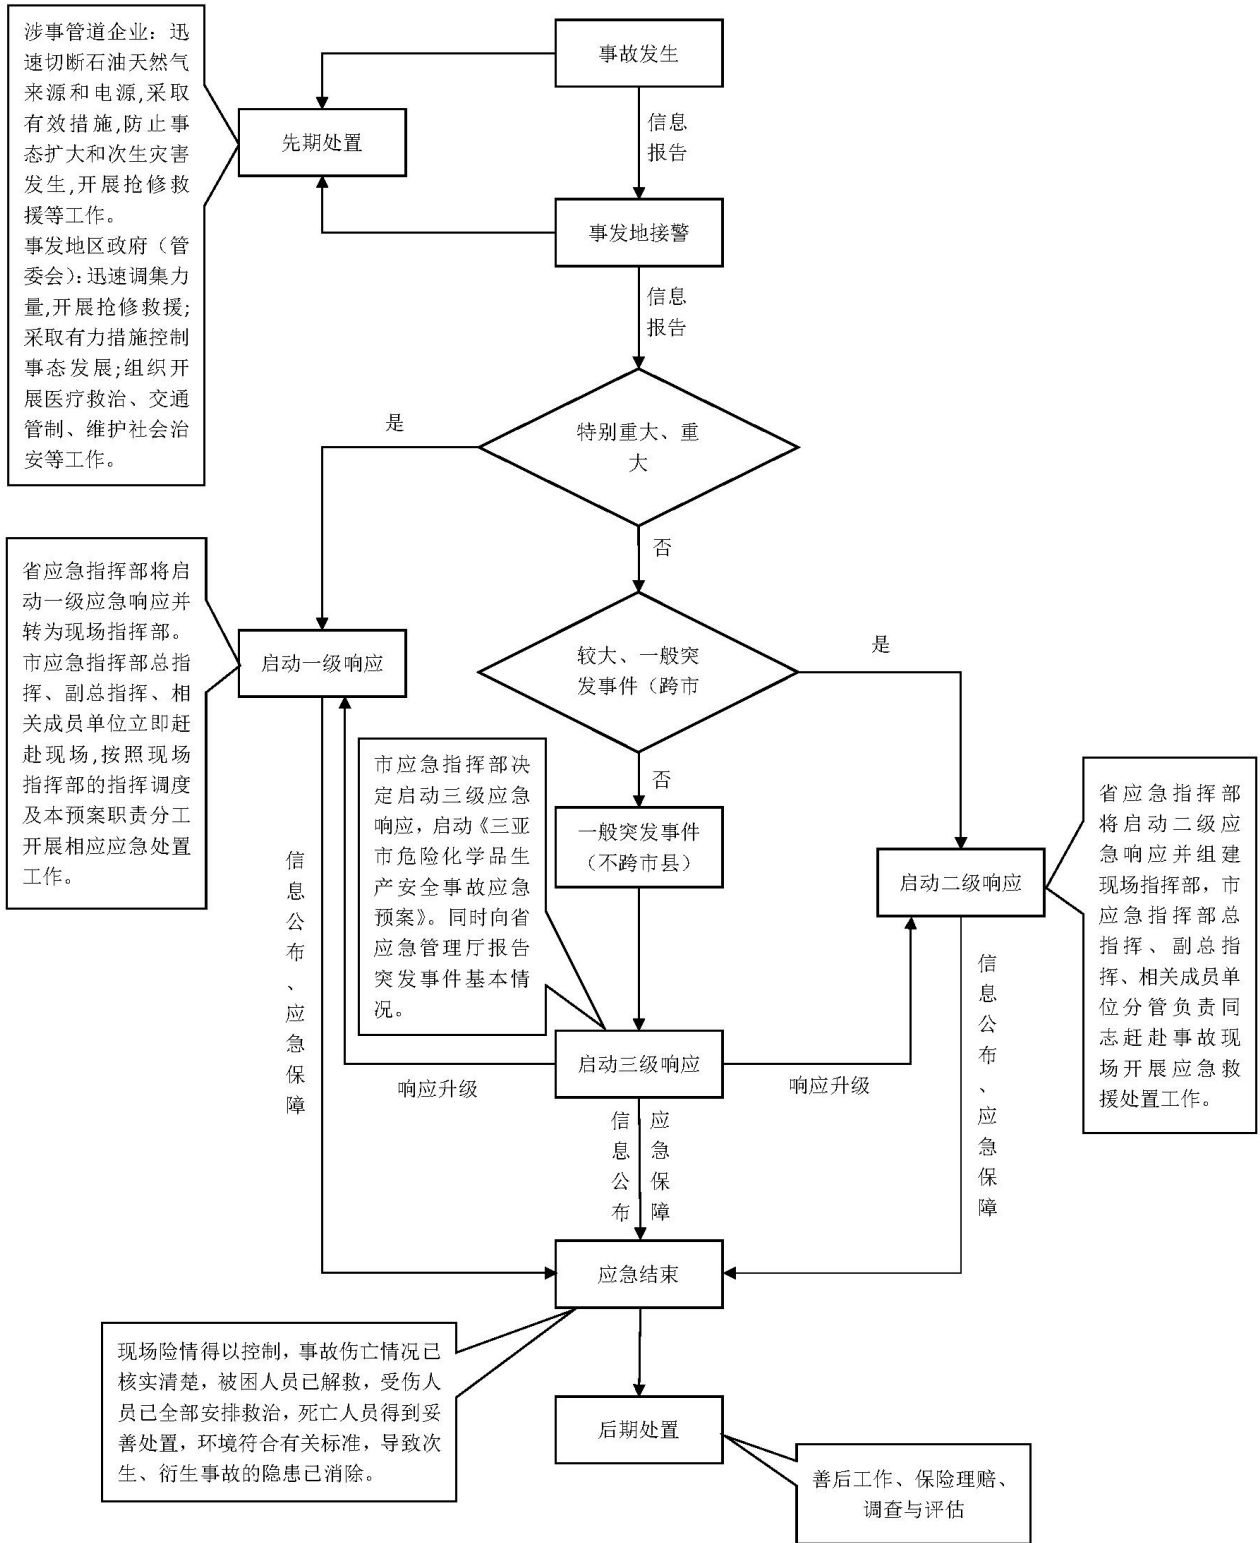 涉事管道企业：迅
速切断石油天然气
来源和电源,采取
有效措施,防止事
态扩大和次生灾害
发生,开展抢修救
援等工作。
事发地区政府（管
委会）:迅速调集力
量,开展抢修救援;
采取有力措施控制
事态发展;组织开
展医疗救治、交通
管制、维护社会治
安等工作。
事故发生
先期处置
信息
报告
事发地接警
信息
报告
特别重大、重
大
是
否
省应急指挥部将启
动一级应急响应并
转为现场指挥部。
市应急指挥部总指
挥、副总指挥、相
关成员单位立即赶
赴现场,按照现场
指挥部的指挥调度
及本预案职责分工
开展相应应急处置
工作。
启动一级响应
较大、一般突
发事件（跨市
是
否
市应急指挥部决
定启动三级应急
响应，启动《三亚
市危险化学品生
产安全事故应急
预案》。同时向省
应急管理厅报告
突发事件基本情
况。
一般突发事件
（不跨市县）
启动二级响应
省应急指挥部
将启动二级应
急响应并组建
现场指挥部，市
应急指挥部总
指挥、副总指
挥、相关成员单
位分管负责同
志赶赴事故现
场开展应急救
援处置工作。
信息公布、应急保障
启动三级响应
响应升级
响应升级
信息公布
应急保障
信息公布、应急保障
应急结束
现场险情得以控制，事故伤亡情况已
核实清楚，被困人员已解救，受伤人
员已全部安排救治，死亡人员得到妥
善处置，环境符合有关标准，导致次
生、衍生事故的隐患已消除。
后期处置
善后工作、保险理赔、
调查与评估